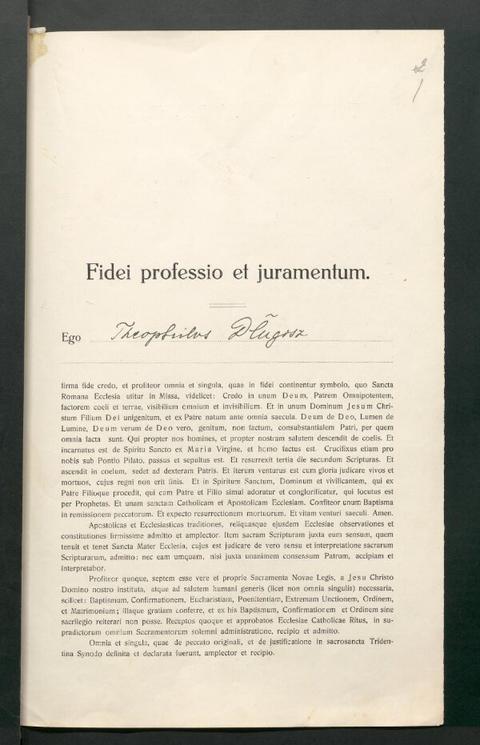 2
1
Fidei professio et juramentum.
Ego Theophilus Długosz
firma fide credo, et profiteor omnia et singula, quae in fidei continentur symbolo, quo Sancta
Romana Ecclesia utitur in Missa, videlicet: Credo in unum Deum, Patrem Omnipotentem,
factorem coeli et terrae, visibilium omnium et invisibilium. Et in unum Dominum Jesum Chri-
stum Filium Dei unigenitum, et ex Patre natum ante omnia saecula. Deum de Deo, Lumen de
Lumine, Deum verum de Deo vero, genitum, non factum, consubstantialem Patri, per quem
omnia facta sunt. Qui propter nos homines, et propter nostram salutem descendit de coelis. Et
incarnatus est de Spiritu Sancto ex Maria Virgine, et homo factus est. Crucifixus etiam pro
nobis sub Pontio Pilato, passus et sepultus est. Et resurrexit tertia die secundum Scripturas. Et
ascendit in coelum, sedet ad dexteram Patris. Et iterum venturus est cum gloria judicare vivos et
mortuos, cujus regni non erit finis. Et in Spiritum Sanctum, Dominum et vivificantem, qui ex
Patre Filioque procedit, qui cum Patre et Filio simul adoratur et conglorificatur, qui locutus est
per Prophetas. Et unam sanctam Catholicam et Apostolicam Ecclesiam. Confiteor unum Baptisma
in remissionem peccatorum. Et expecto resurrectionem mortuorum. Et vitam venturi saeculi. Amen.
Apostolicas et Ecclesiasticas traditiones, reliquasque ejusdem Ecclesiae observationes et
constitutiones firmissime admitto et amplector. Item sacram Scripturam juxta eum sensum, quem
tenuit et tenet Sancta Mater Ecclesia, cujus est judicare de vero sensu et interpretatione sacrarum
Scripturarum, admitto: nec eam umquam, nisi juxta unanimem consensum Patrum, accipiam et
interpretabor.
Profiteor quoque, septem esse vere et proprie Sacramenta Novae Legis, a Jesu Christo
Domino nostro instituta, atque ad salutem humani generis (licet non omnia singulis) necessaria,
scilicet: Baptismum, Confirmationem, Eucharistiam, Poenitentiam, Extremam Unctionem, Ordinem,
et Matrimonium; illaque gratiam conferre, et ex his Baptismum, Confirmationem et Ordinem sine
sacrilegio reiterari non posse. Receptos quoque et approbatos Ecclesiae Catholicae Ritus, in su-
pradictorum omnium Sacramentorum solemni administratione, recipio et admitto.
Omnia et singula, quae de peccato originali, et de justificatione in sacrosancta Triden-
tina Synodo definita et declarata fuerunt, amplector et recipio.